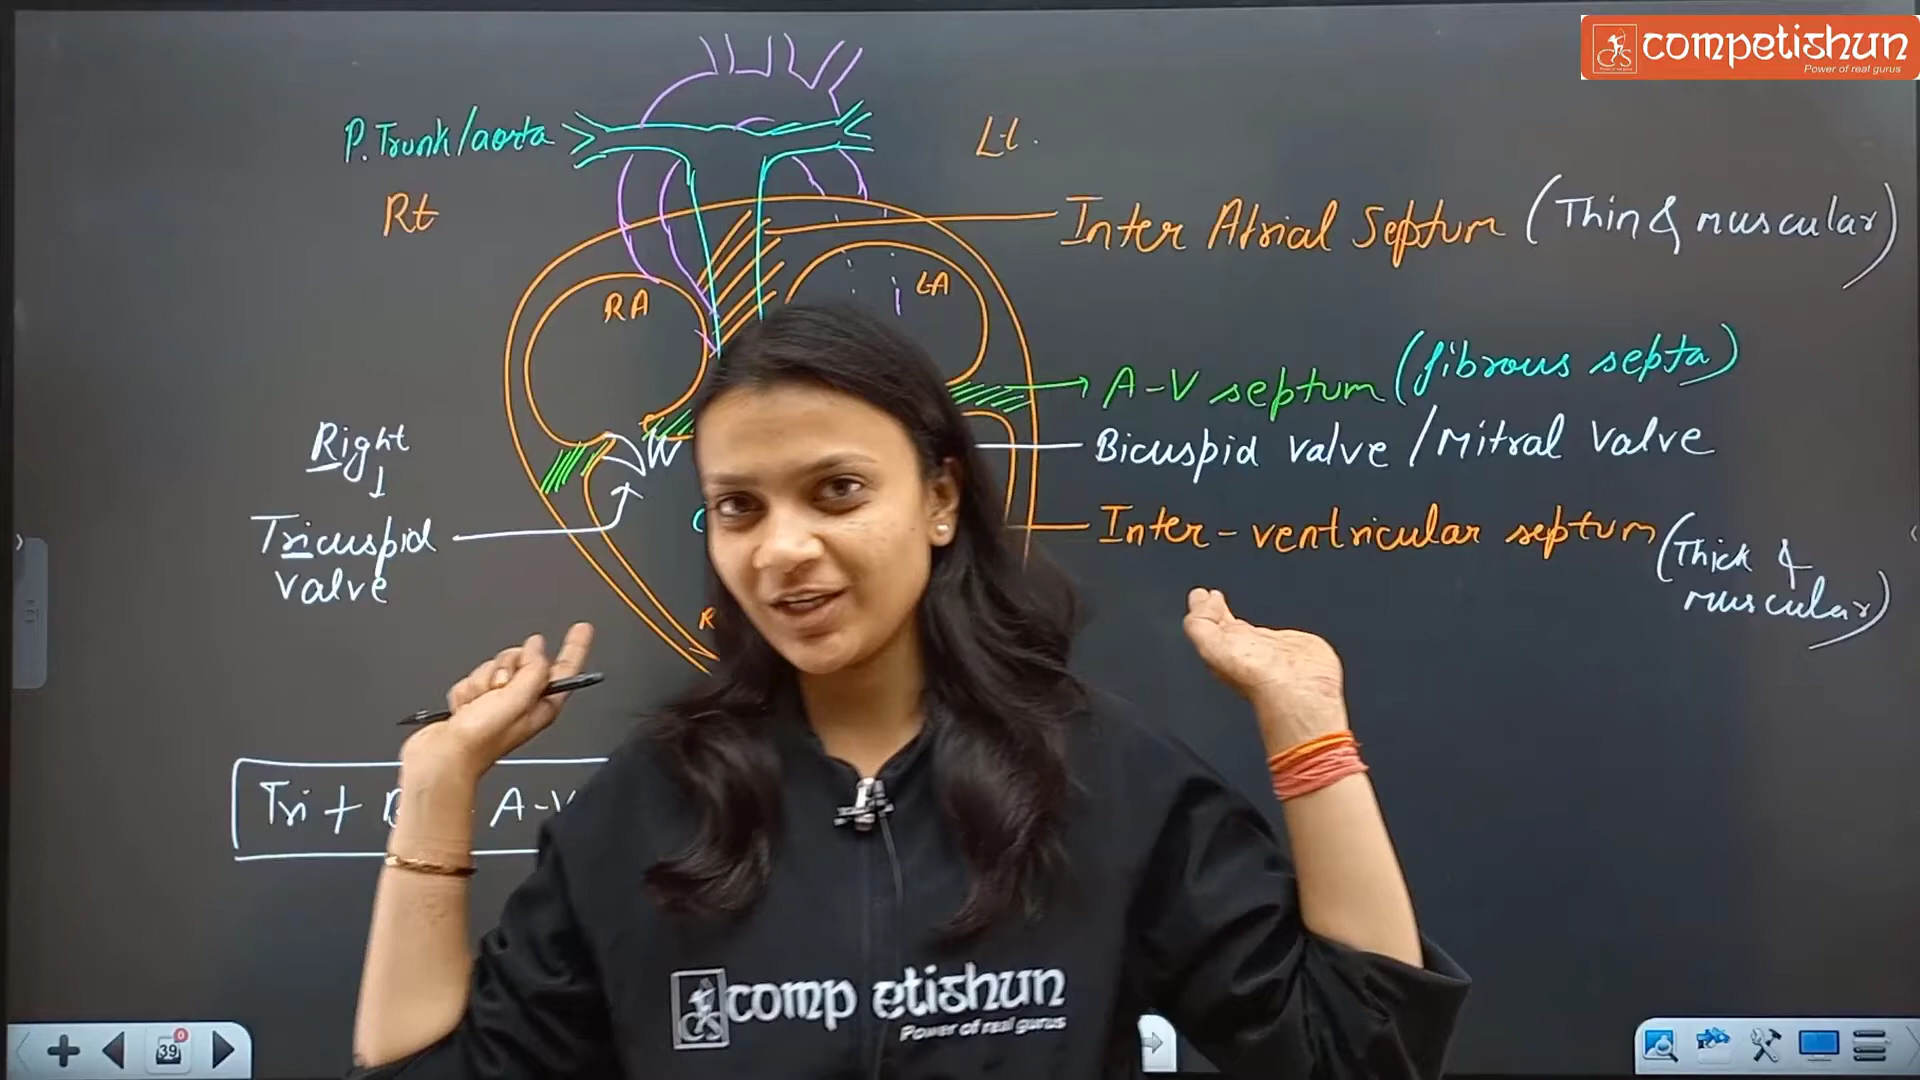 competishun
Power of real gurus
P. Trunk/aorta
Lt.
Rt
Inter Atrial Septum (Thin & muscular)
RA
LA
A-V septum (fibrous septa)
Right
Bicuspid valve / Mitral valve
Tricuspid
valve
Inter-ventricular septum (Thick &
muscular)
R
Tri + B A-V
competishun
Power of real gurus
39
0